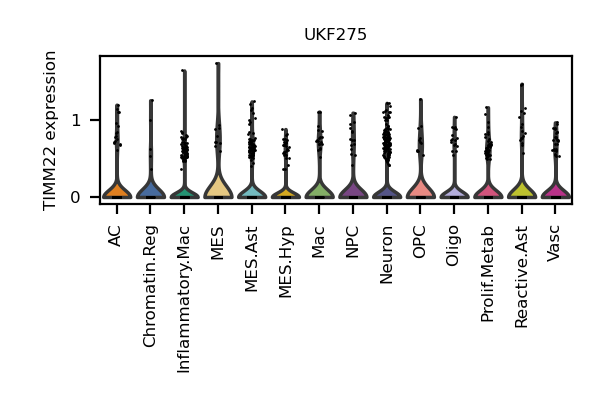 UKF275
TIMM22 expression
1
0
AC
Chromatin.Reg
Inflammatory.Mac
MES
MES.Ast
MES.Hyp
Mac
NPC
Neuron
OPC
Oligo
Prolif.Metab
Reactive.Ast
Vasc